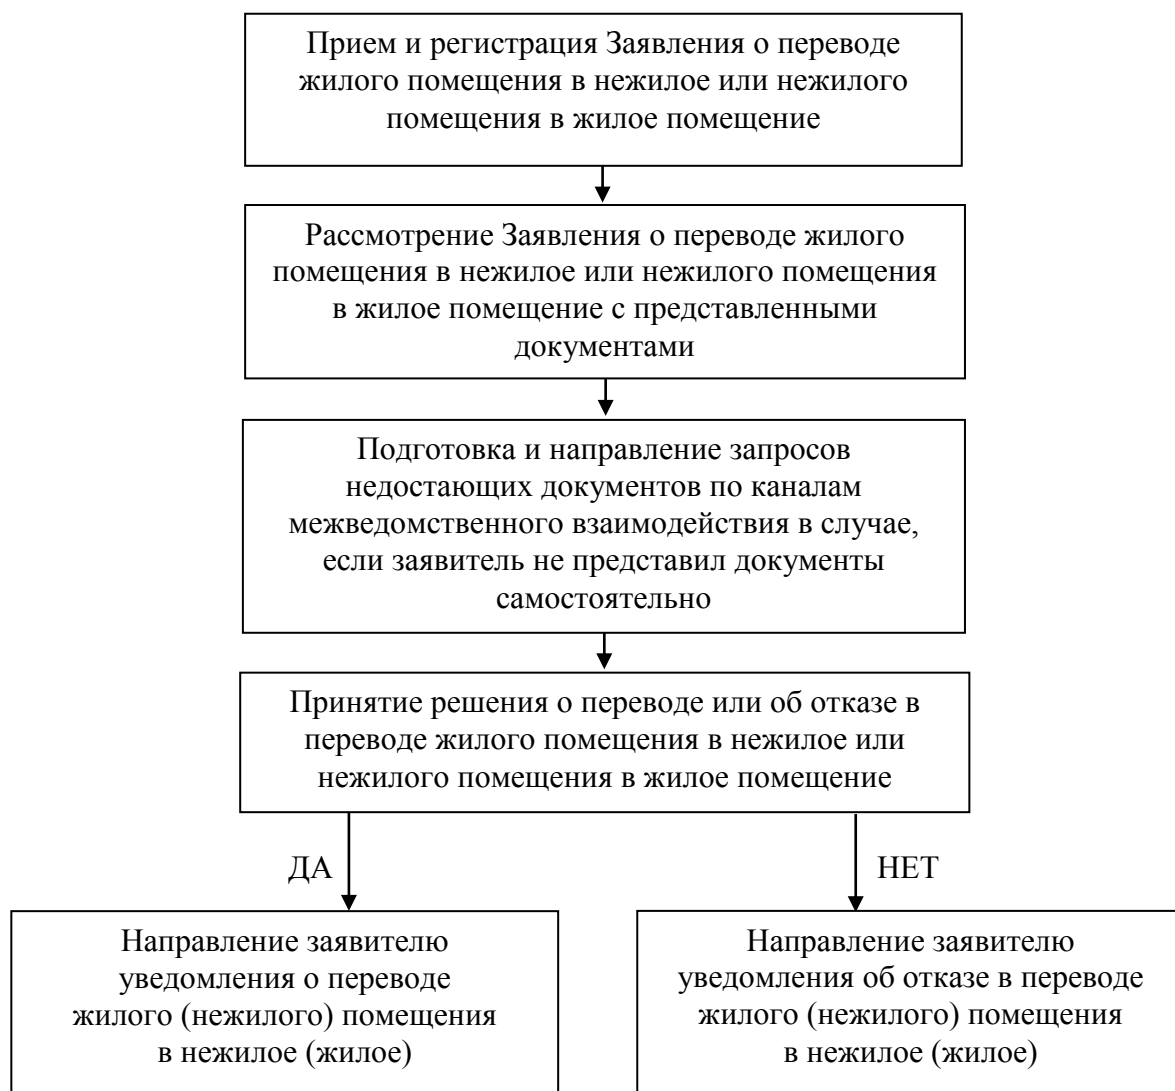 Прием и регистрация Заявления о переводе
жилого помещения в нежилое или нежилого
помещения в жилое помещение
Рассмотрение Заявления о переводе жилого
помещения в нежилое или нежилого помещения
в жилое помещение с представленными
документами
Подготовка и направление запросов
недостающих документов по каналам
межведомственного взаимодействия в случае,
если заявитель не представил документы
самостоятельно
Принятие решения о переводе или об отказе в
переводе жилого помещения в нежилое или
нежилого помещения в жилое помещение
ДА
НЕТ
Направление заявителю
уведомления о переводе
жилого (нежилого) помещения
в нежилое (жилое)
Направление заявителю
уведомления об отказе в переводе
жилого (нежилого) помещения
в нежилое (жилое)